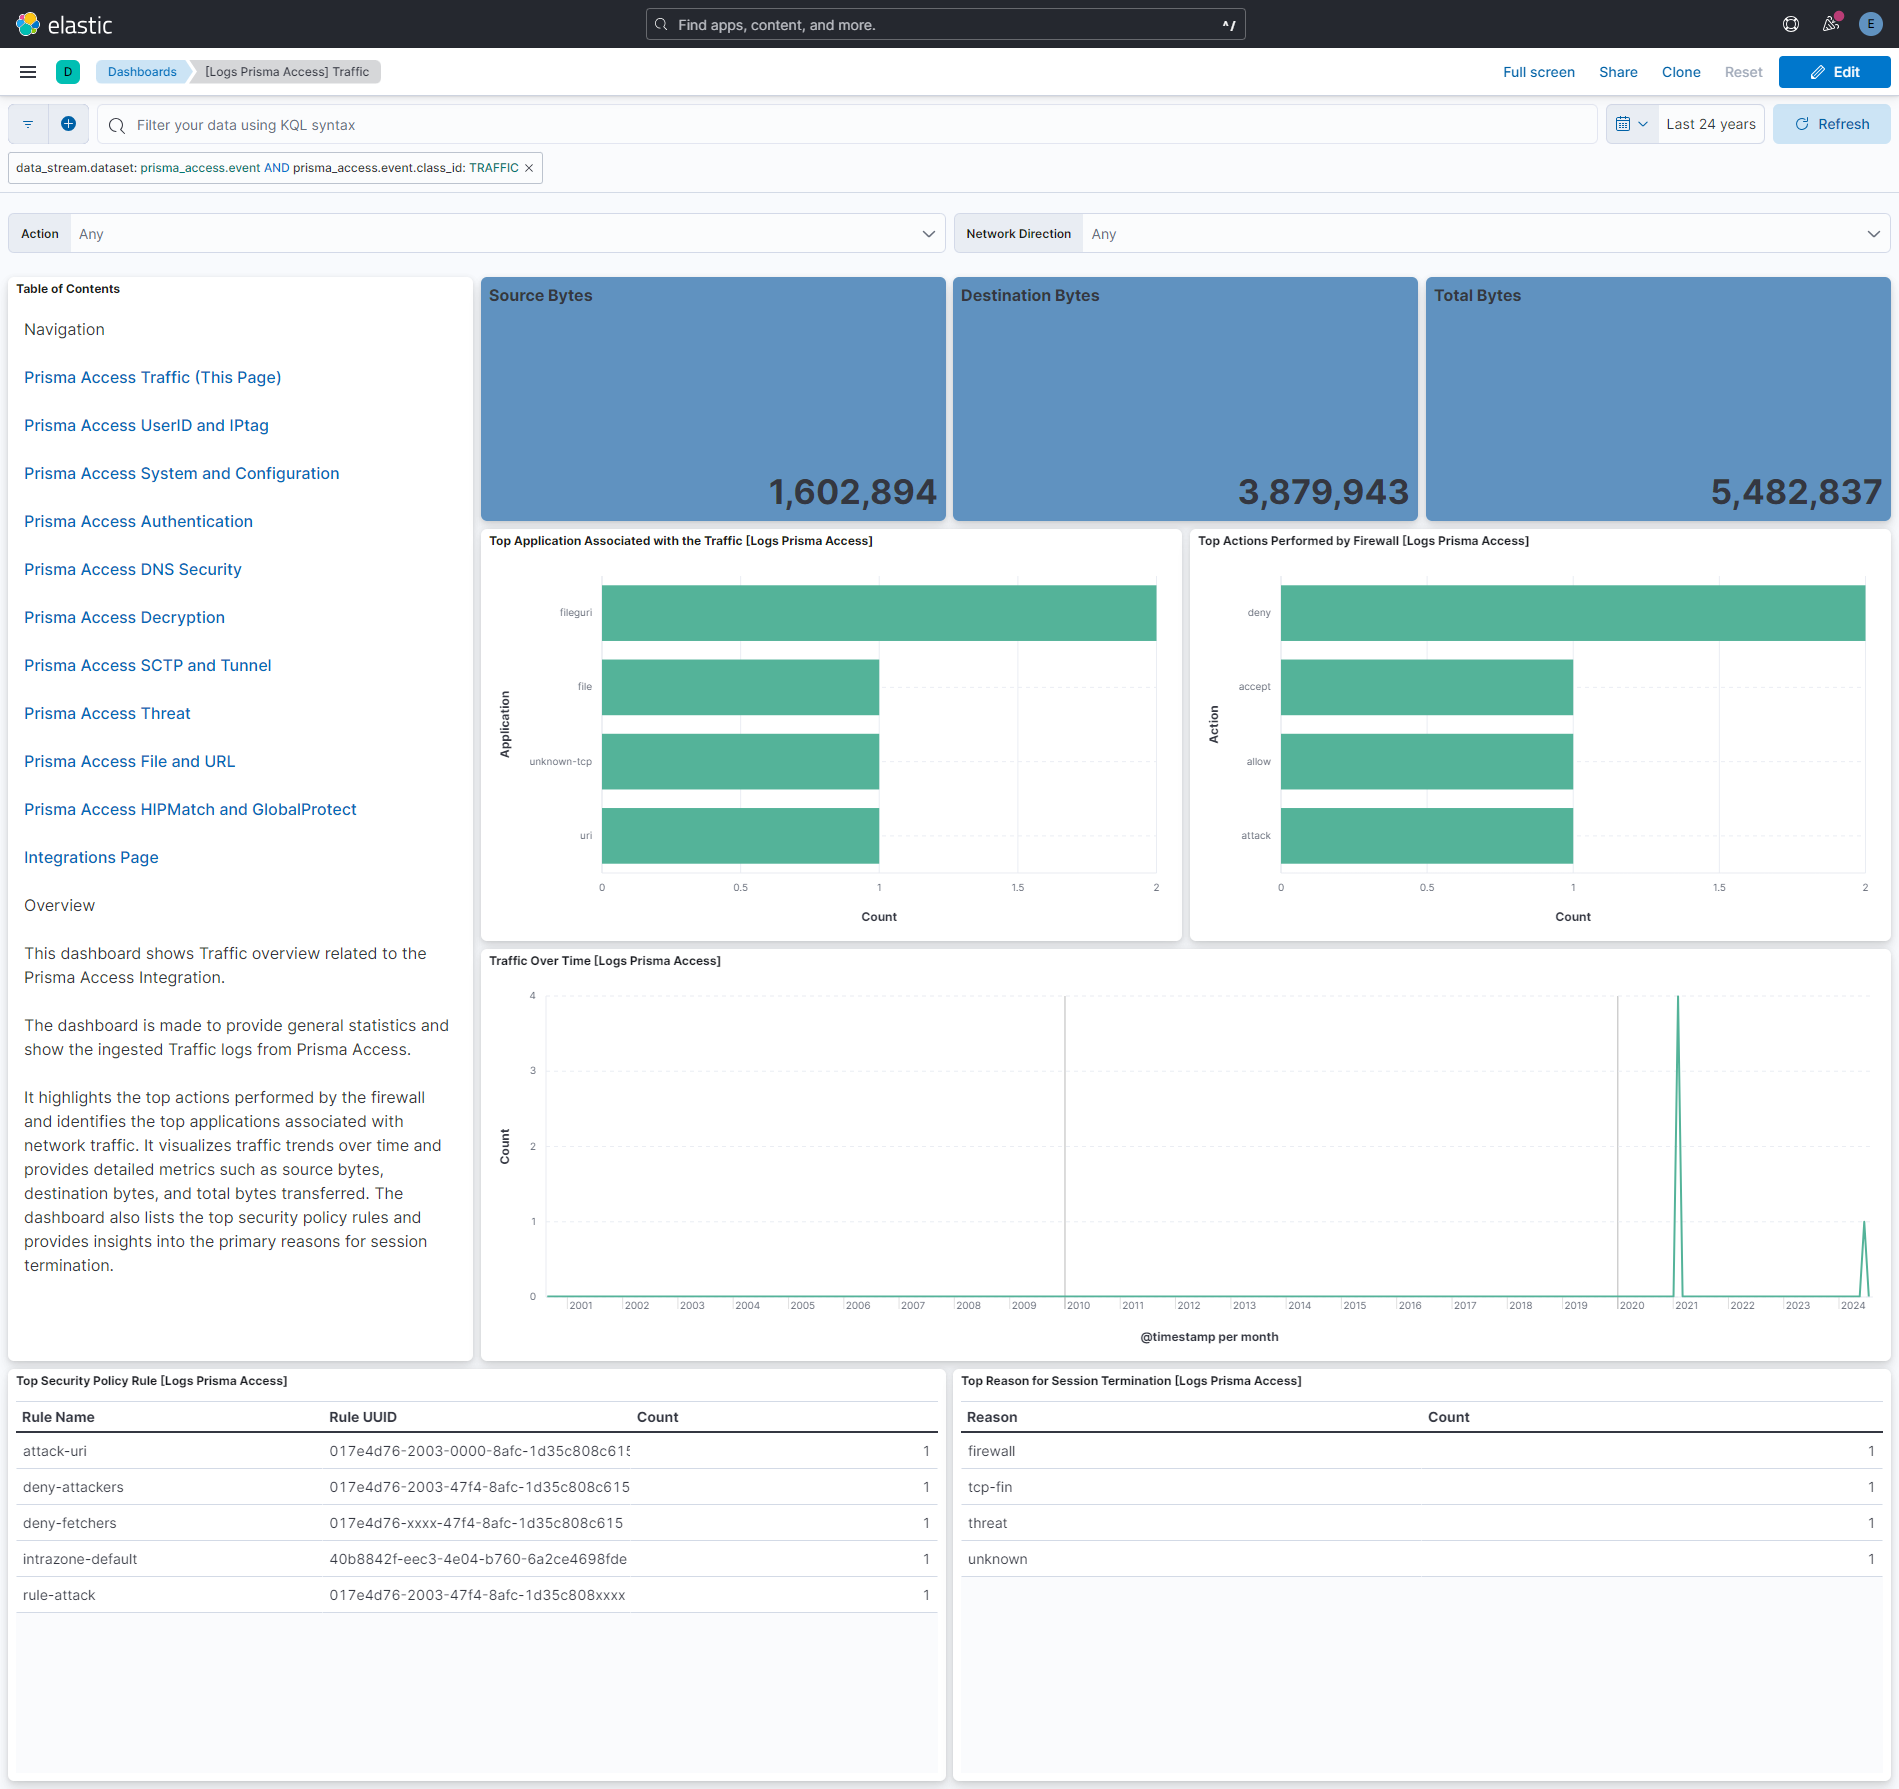 elastic
Find apps, content, and more.
^/
E
D
Dashboards
[Logs Prisma Access] Traffic
Full screen
Share
Clone
Reset
Edit
Filter your data using KQL syntax
Last 24 years
Refresh
data_stream.dataset: prisma_access.event AND prisma_access.event.class_id: TRAFFIC
Action
Any
Network Direction
Any
Table of Contents
Navigation
Prisma Access Traffic (This Page)
Prisma Access UserID and IPtag
Prisma Access System and Configuration
Prisma Access Authentication
Prisma Access DNS Security
Prisma Access Decryption
Prisma Access SCTP and Tunnel
Prisma Access Threat
Prisma Access File and URL
Prisma Access HIPMatch and GlobalProtect
Integrations Page
Overview
This dashboard shows Traffic overview related to the
Prisma Access Integration.
The dashboard is made to provide general statistics and
show the ingested Traffic logs from Prisma Access.
It highlights the top actions performed by the firewall
and identifies the top applications associated with
network traffic. It visualizes traffic trends over time and
provides detailed metrics such as source bytes,
destination bytes, and total bytes transferred. The
dashboard also lists the top security policy rules and
provides insights into the primary reasons for session
termination.
Source Bytes
1,602,894
Destination Bytes
3,879,943
Total Bytes
5,482,837
Top Application Associated with the Traffic [Logs Prisma Access]
Application
fileguri
file
unknown-tcp
uri
0 0.5 1 1.5 2
Count
Top Actions Performed by Firewall [Logs Prisma Access]
Action
deny
accept
allow
attack
0 0.5 1 1.5 2
Count
Traffic Over Time [Logs Prisma Access]
Count
4
3
2
1
0
2001 2002 2003 2004 2005 2006 2007 2008 2009 2010 2011 2012 2013 2014 2015 2016 2017 2018 2019 2020 2021 2022 2023 2024
@timestamp per month
Top Security Policy Rule [Logs Prisma Access]
Rule Name Rule UUID Count
attack-uri 017e4d76-2003-0000-8afc-1d35c808c615 1
deny-attackers 017e4d76-2003-47f4-8afc-1d35c808c615 1
deny-fetchers 017e4d76-xxxx-47f4-8afc-1d35c808c615 1
intrazone-default 40b8842f-eec3-4e04-b760-6a2ce4698fde 1
rule-attack 017e4d76-2003-47f4-8afc-1d35c808xxxx 1
Top Reason for Session Termination [Logs Prisma Access]
Reason Count
firewall 1
tcp-fin 1
threat 1
unknown 1